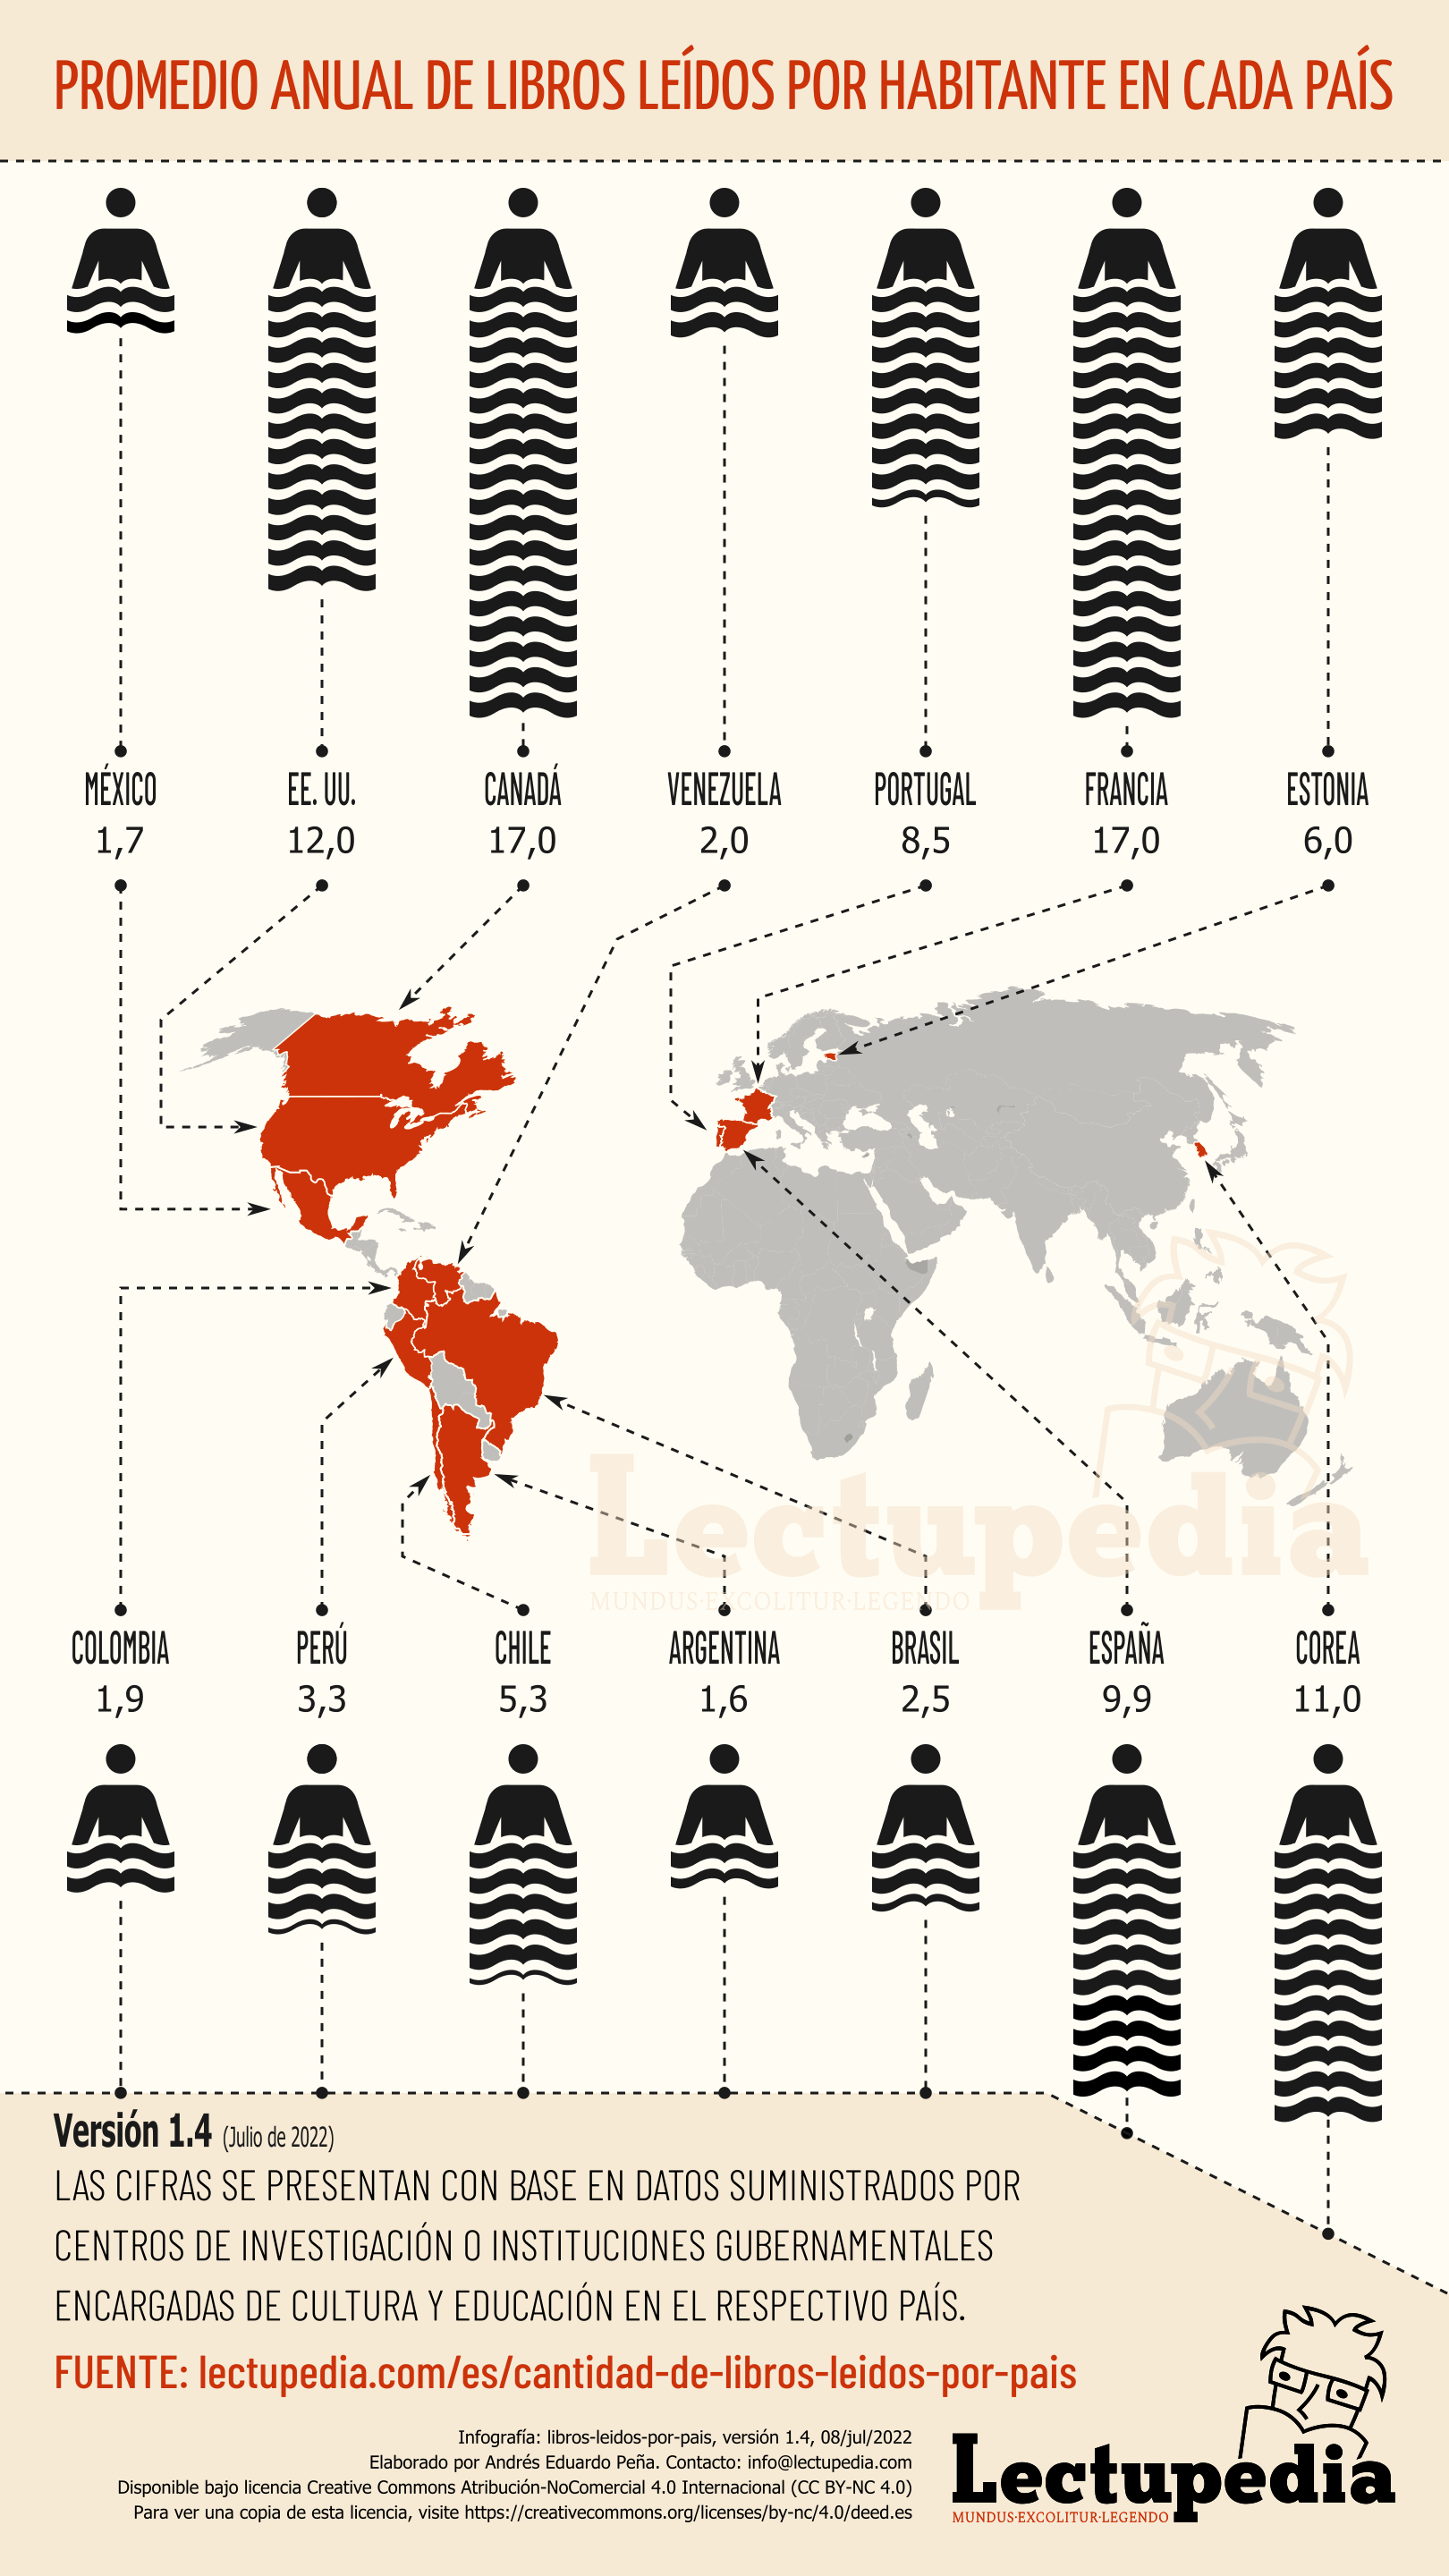 PROMEDIO ANUAL DE LIBROS LEÍDOS POR HABITANTE EN CADA PAÍS
MÉXICO
1,7
EE. UU.
12,0
CANADÁ
17,0
VENEZUELA
2,0
PORTUGAL
8,5
FRANCIA
17,0
ESTONIA
6,0
Lectupedia
MUNDUS·EXCOLITUR·LEGENDO
COLOMBIA
1,9
PERÚ
3,3
CHILE
5,3
ARGENTINA
1,6
BRASIL
2,5
ESPAÑA
9,9
COREA
11,0
Versión 1.4 (Julio de 2022)
LAS CIFRAS SE PRESENTAN CON BASE EN DATOS SUMINISTRADOS POR
CENTROS DE INVESTIGACIÓN O INSTITUCIONES GUBERNAMENTALES
ENCARGADAS DE CULTURA Y EDUCACIÓN EN EL RESPECTIVO PAÍS.
FUENTE: lectupedia.com/es/cantidad-de-libros-leidos-por-pais
Infografía: libros-leidos-por-pais, versión 1.4, 08/jul/2022
Elaborado por Andrés Eduardo Peña. Contacto: info@lectupedia.com
Disponible bajo licencia Creative Commons Atribución-NoComercial 4.0 Internacional (CC BY-NC 4.0)
Para ver una copia de esta licencia, visite https://creativecommons.org/licenses/by-nc/4.0/deed.es
Lectupedia
MUNDUS·EXCOLITUR·LEGENDO